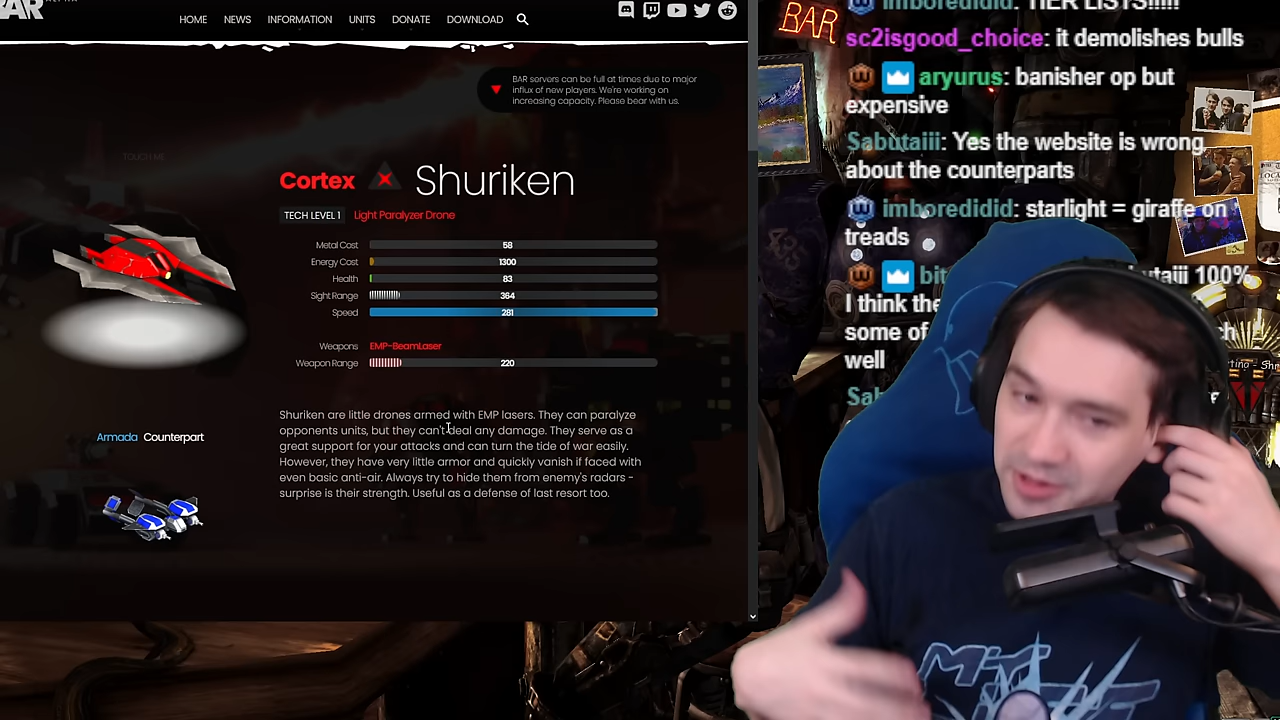 BAR
HOME NEWS INFORMATION UNITS DONATE DOWNLOAD
BAR servers can be full at times due to major
influx of new players. We're working on
increasing capacity. Please bear with us.
TOUCH ME
Cortex Shuriken
TECH LEVEL 1 Light Paralyzer Drone
Metal Cost 58
Energy Cost 1300
Health 83
Sight Range 364
Speed 281
Weapons EMP-BeamLaser
Weapon Range 220
Shuriken are little drones armed with EMP lasers. They can paralyze
opponents units, but they can't deal any damage. They serve as a
great support for your attacks and can turn the tide of war easily.
However, they have very little armor and quickly vanish if faced with
even basic anti-air. Always try to hide them from enemy's radars -
surprise is their strength. Useful as a defense of last resort too.
Armada Counterpart
BAR
imboredidid: TIER LISTS!!!!!
sc2isgood_choice: it demolishes bulls
aryurus: banisher op but
expensive
Sabutaiii: Yes the website is wrong
about the counterparts
imboredidid: starlight = giraffe on
treads
bit 100%
I think the
some of
well